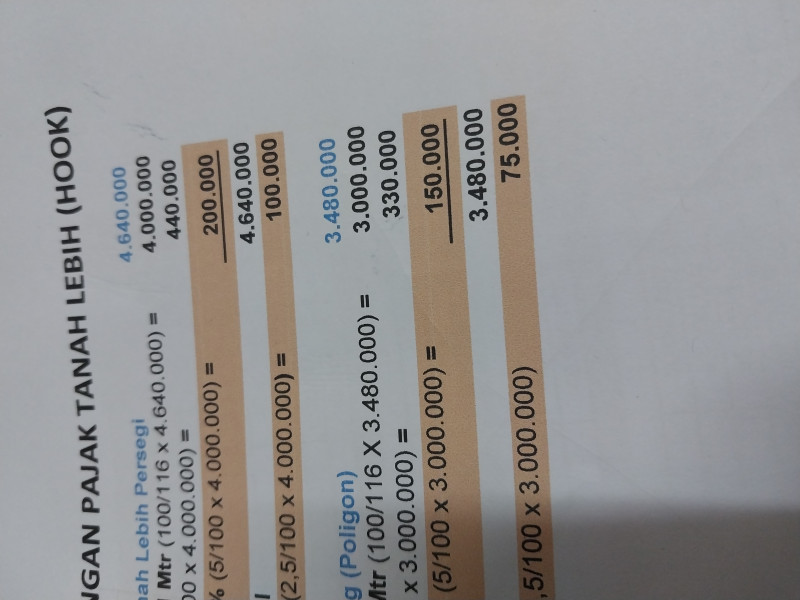 NGAN PAJAK TANAH LEBIH (HOOK)
nah Lebih Persegi 4.640.000
Mtr (100/116 x 4.640.000) = 4.000.000
00 x 4.000.000) = 440.000
% (5/100 x 4.000.000) = 200.000
4.640.000
(2,5/100 x 4.000.000) = 100.000
g (Poligon) 3.480.000
Mtr (100/116 X 3.480.000) = 3.000.000
x 3.000.000) = 330.000
(5/100 x 3.000.000) = 150.000
3.480.000
,5/100 x 3.000.000) 75.000